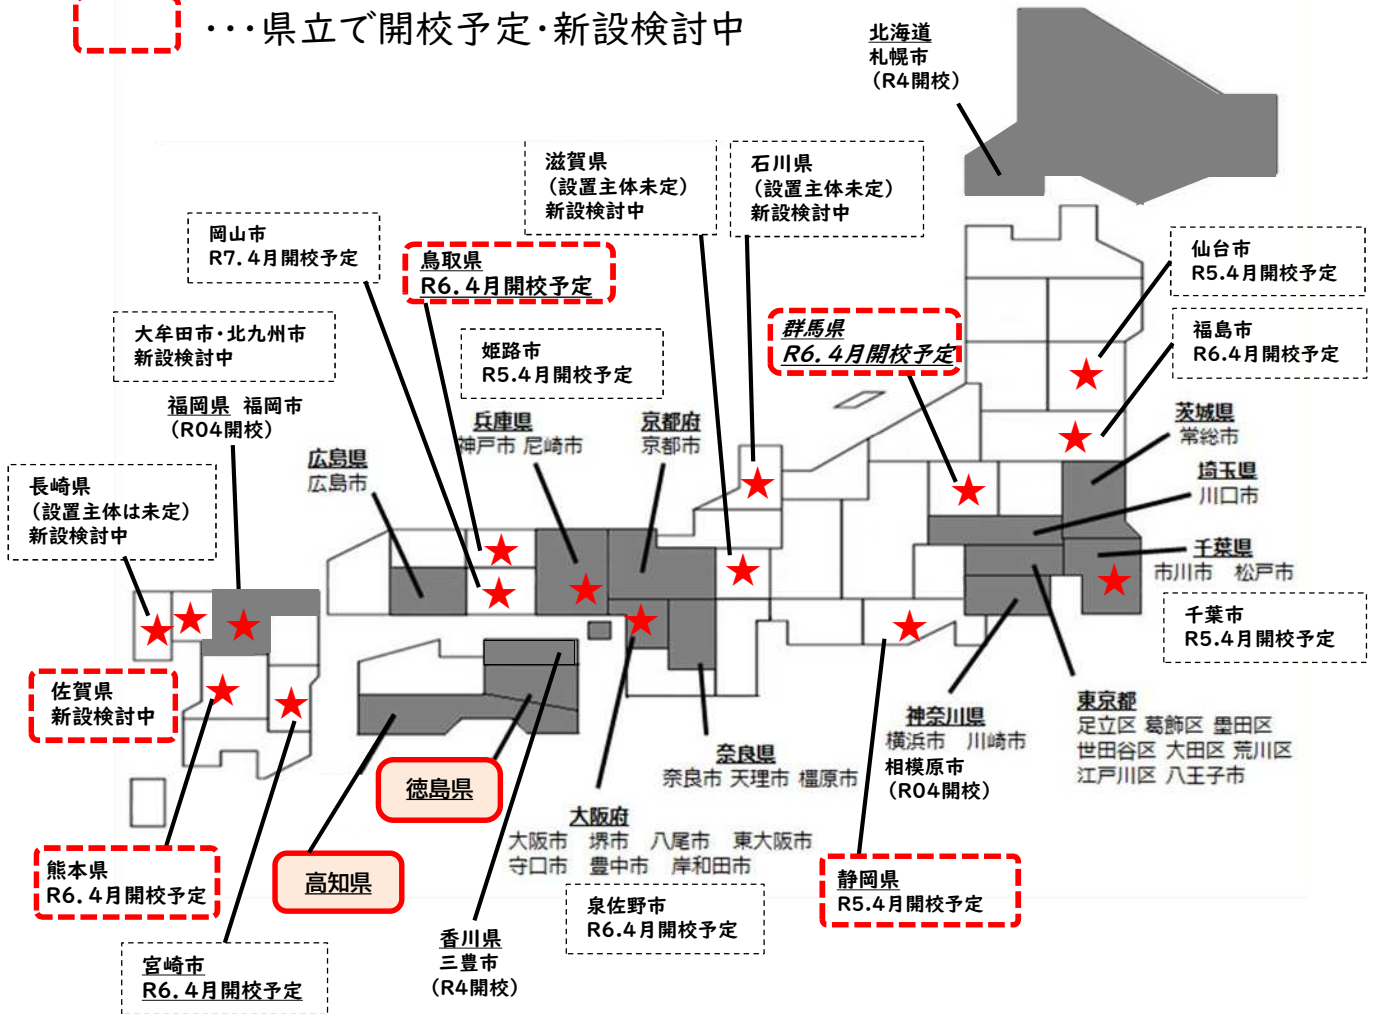 ･･･県立で開校予定･新設検討中
北海道
札幌市
(R4開校)
滋賀県
(設置主体未定)
新設検討中
石川県
(設置主体未定)
新設検討中
岡山市
R7.4月開校予定
鳥取県
R6.4月開校予定
仙台市
R5.4月開校予定
大牟田市･北九州市
新設検討中
姫路市
R5.4月開校予定
群馬県
R6.4月開校予定
福島市
R6.4月開校予定
福岡県 福岡市
(R04開校)
兵庫県
神戸市 尼崎市
京都府
京都市
茨城県
常総市
広島県
広島市
埼玉県
川口市
長崎県
(設置主体は未定)
新設検討中
千葉県
市川市 松戸市
千葉市
R5.4月開校予定
佐賀県
新設検討中
徳島県
高知県
奈良県
奈良市 天理市 橿原市
神奈川県
横浜市 川崎市
相模原市
(R04開校)
東京都
足立区 葛飾区 墨田区
世田谷区 大田区 荒川区
江戸川区 八王子市
大阪府
大阪市 堺市 八尾市 東大阪市
守口市 豊中市 岸和田市
泉佐野市
R6.4月開校予定
静岡県
R5.4月開校予定
熊本県
R6.4月開校予定
宮崎市
R6.4月開校予定
香川県
三豊市
(R4開校)